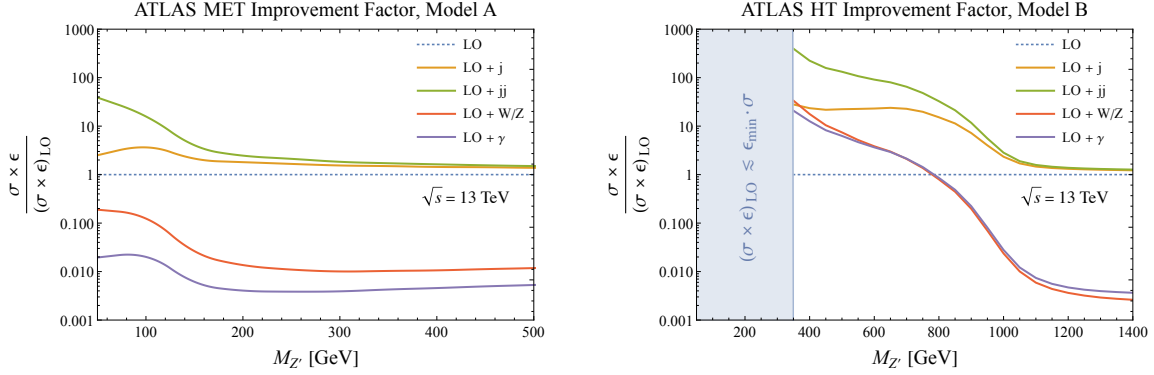 ATLAS MET Improvement Factor, Model A
1000
100
10
1
0.100
0.010
0.001
σ × ϵ
(σ × ϵ)LO
LO
LO + j
LO + jj
LO + W/Z
LO + γ
√s = 13 TeV
100
200
300
400
500
MZ′ [GeV]
ATLAS HT Improvement Factor, Model B
1000
100
10
1
0.100
0.010
0.001
σ × ϵ
(σ × ϵ)LO
(σ × ϵ)LO ≲ ϵmin · σ
LO
LO + j
LO + jj
LO + W/Z
LO + γ
√s = 13 TeV
200
400
600
800
1000
1200
1400
MZ′ [GeV]